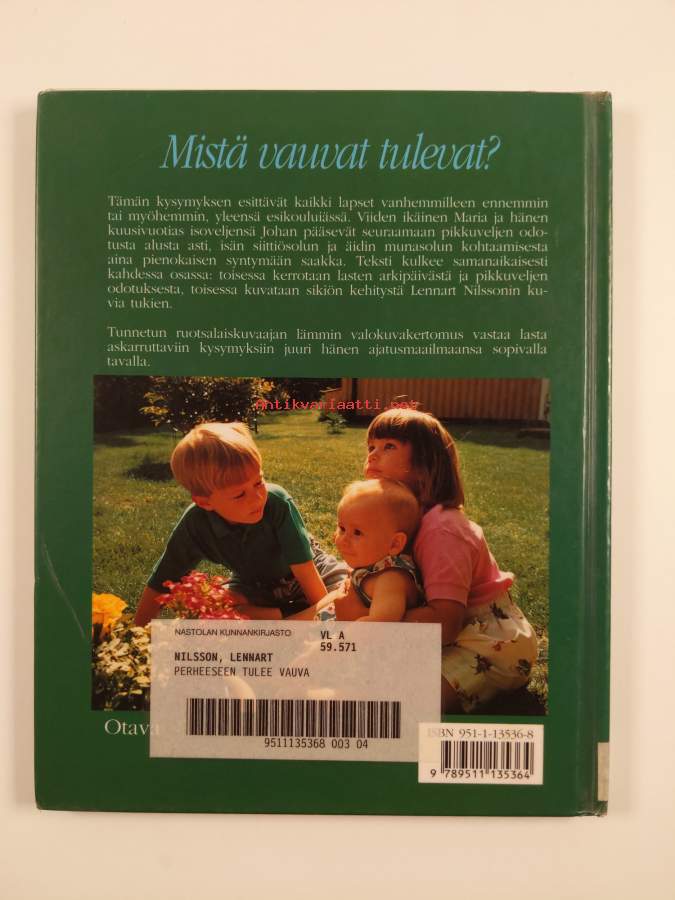 Mistä vauvat tulevat?
Tämän kysymyksen esittävät kaikki lapset vanhemmilleen ennemmin
tai myöhemmin, yleensä esikouluiässä. Viiden ikäinen Maria ja hänen
kuusivuotias isoveljensä Johan pääsevät seuraamaan pikkuveljen odo-
tusta alusta asti, isän siittiösolun ja äidin munasolun kohtaamisesta
aina pienokaisen syntymään saakka. Teksti kulkee samanaikaisesti
kahdessa osassa: toisessa kerrotaan lasten arkipäivästä ja pikkuveljen
odotuksesta, toisessa kuvataan sikiön kehitystä Lennart Nilssonin ku-
via tukien.
Tunnetun ruotsalaiskuvaajan lämmin valokuvakertomus vastaa lasta
askarruttaviin kysymyksiin juuri hänen ajatusmaailmaansa sopivalla
tavalla.
Antikvariaatti.net
NASTOLAN KUNNANKIRJASTO VL A
59.571
NILSSON, LENNART
PERHEESEEN TULEE VAUVA
9511135368 003 04
Otava
ISBN 951-1-13536-8
9 789511 135364